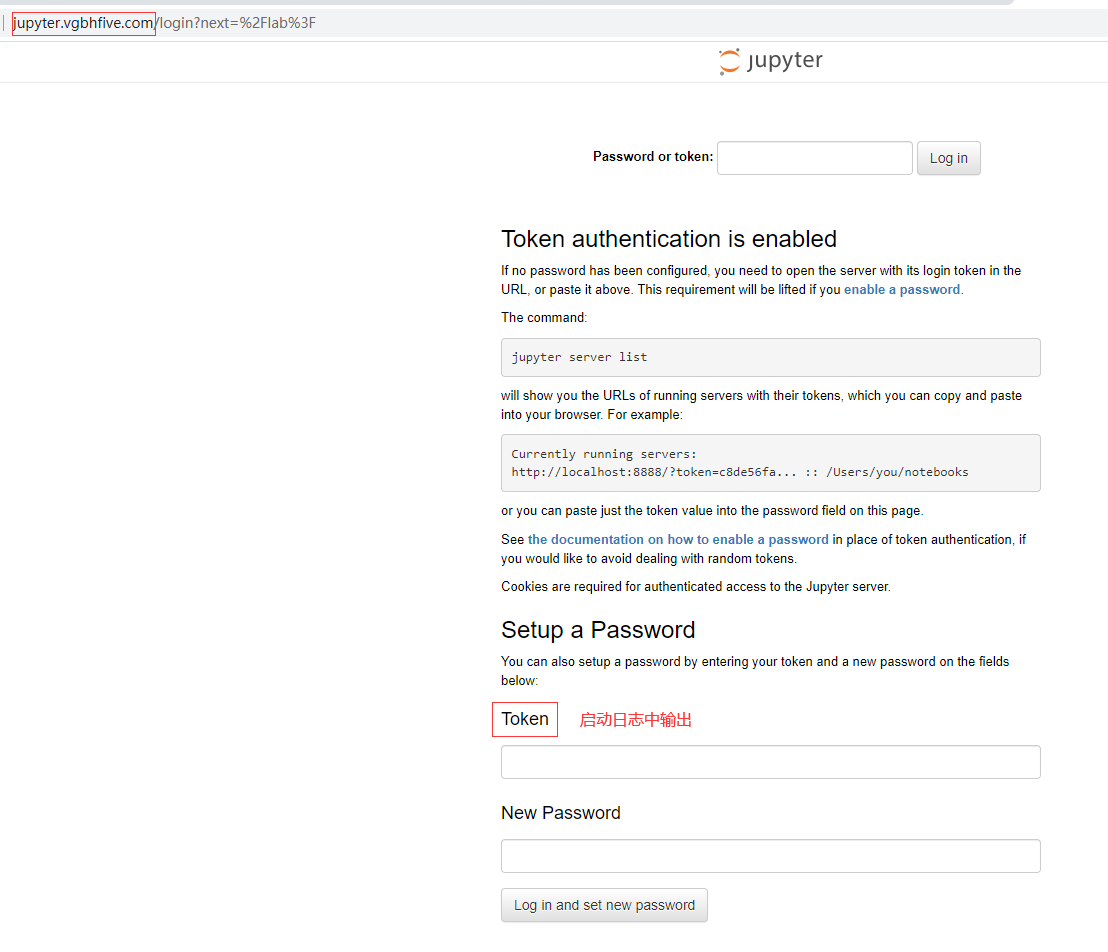 jupyter.vgbhfive.com/login?next=%2Flab%3F
jupyter
Password or token:
Log in
Token authentication is enabled
If no password has been configured, you need to open the server with its login token in the
URL, or paste it above. This requirement will be lifted if you enable a password.
The command:
jupyter server list
will show you the URLs of running servers with their tokens, which you can copy and paste
into your browser. For example:
Currently running servers:
http://localhost:8888/?token=c8de56fa... :: /Users/you/notebooks
or you can paste just the token value into the password field on this page.
See the documentation on how to enable a password in place of token authentication, if
you would like to avoid dealing with random tokens.
Cookies are required for authenticated access to the Jupyter server.
Setup a Password
You can also setup a password by entering your token and a new password on the fields
below:
Token 启动日志中输出
New Password
Log in and set new password